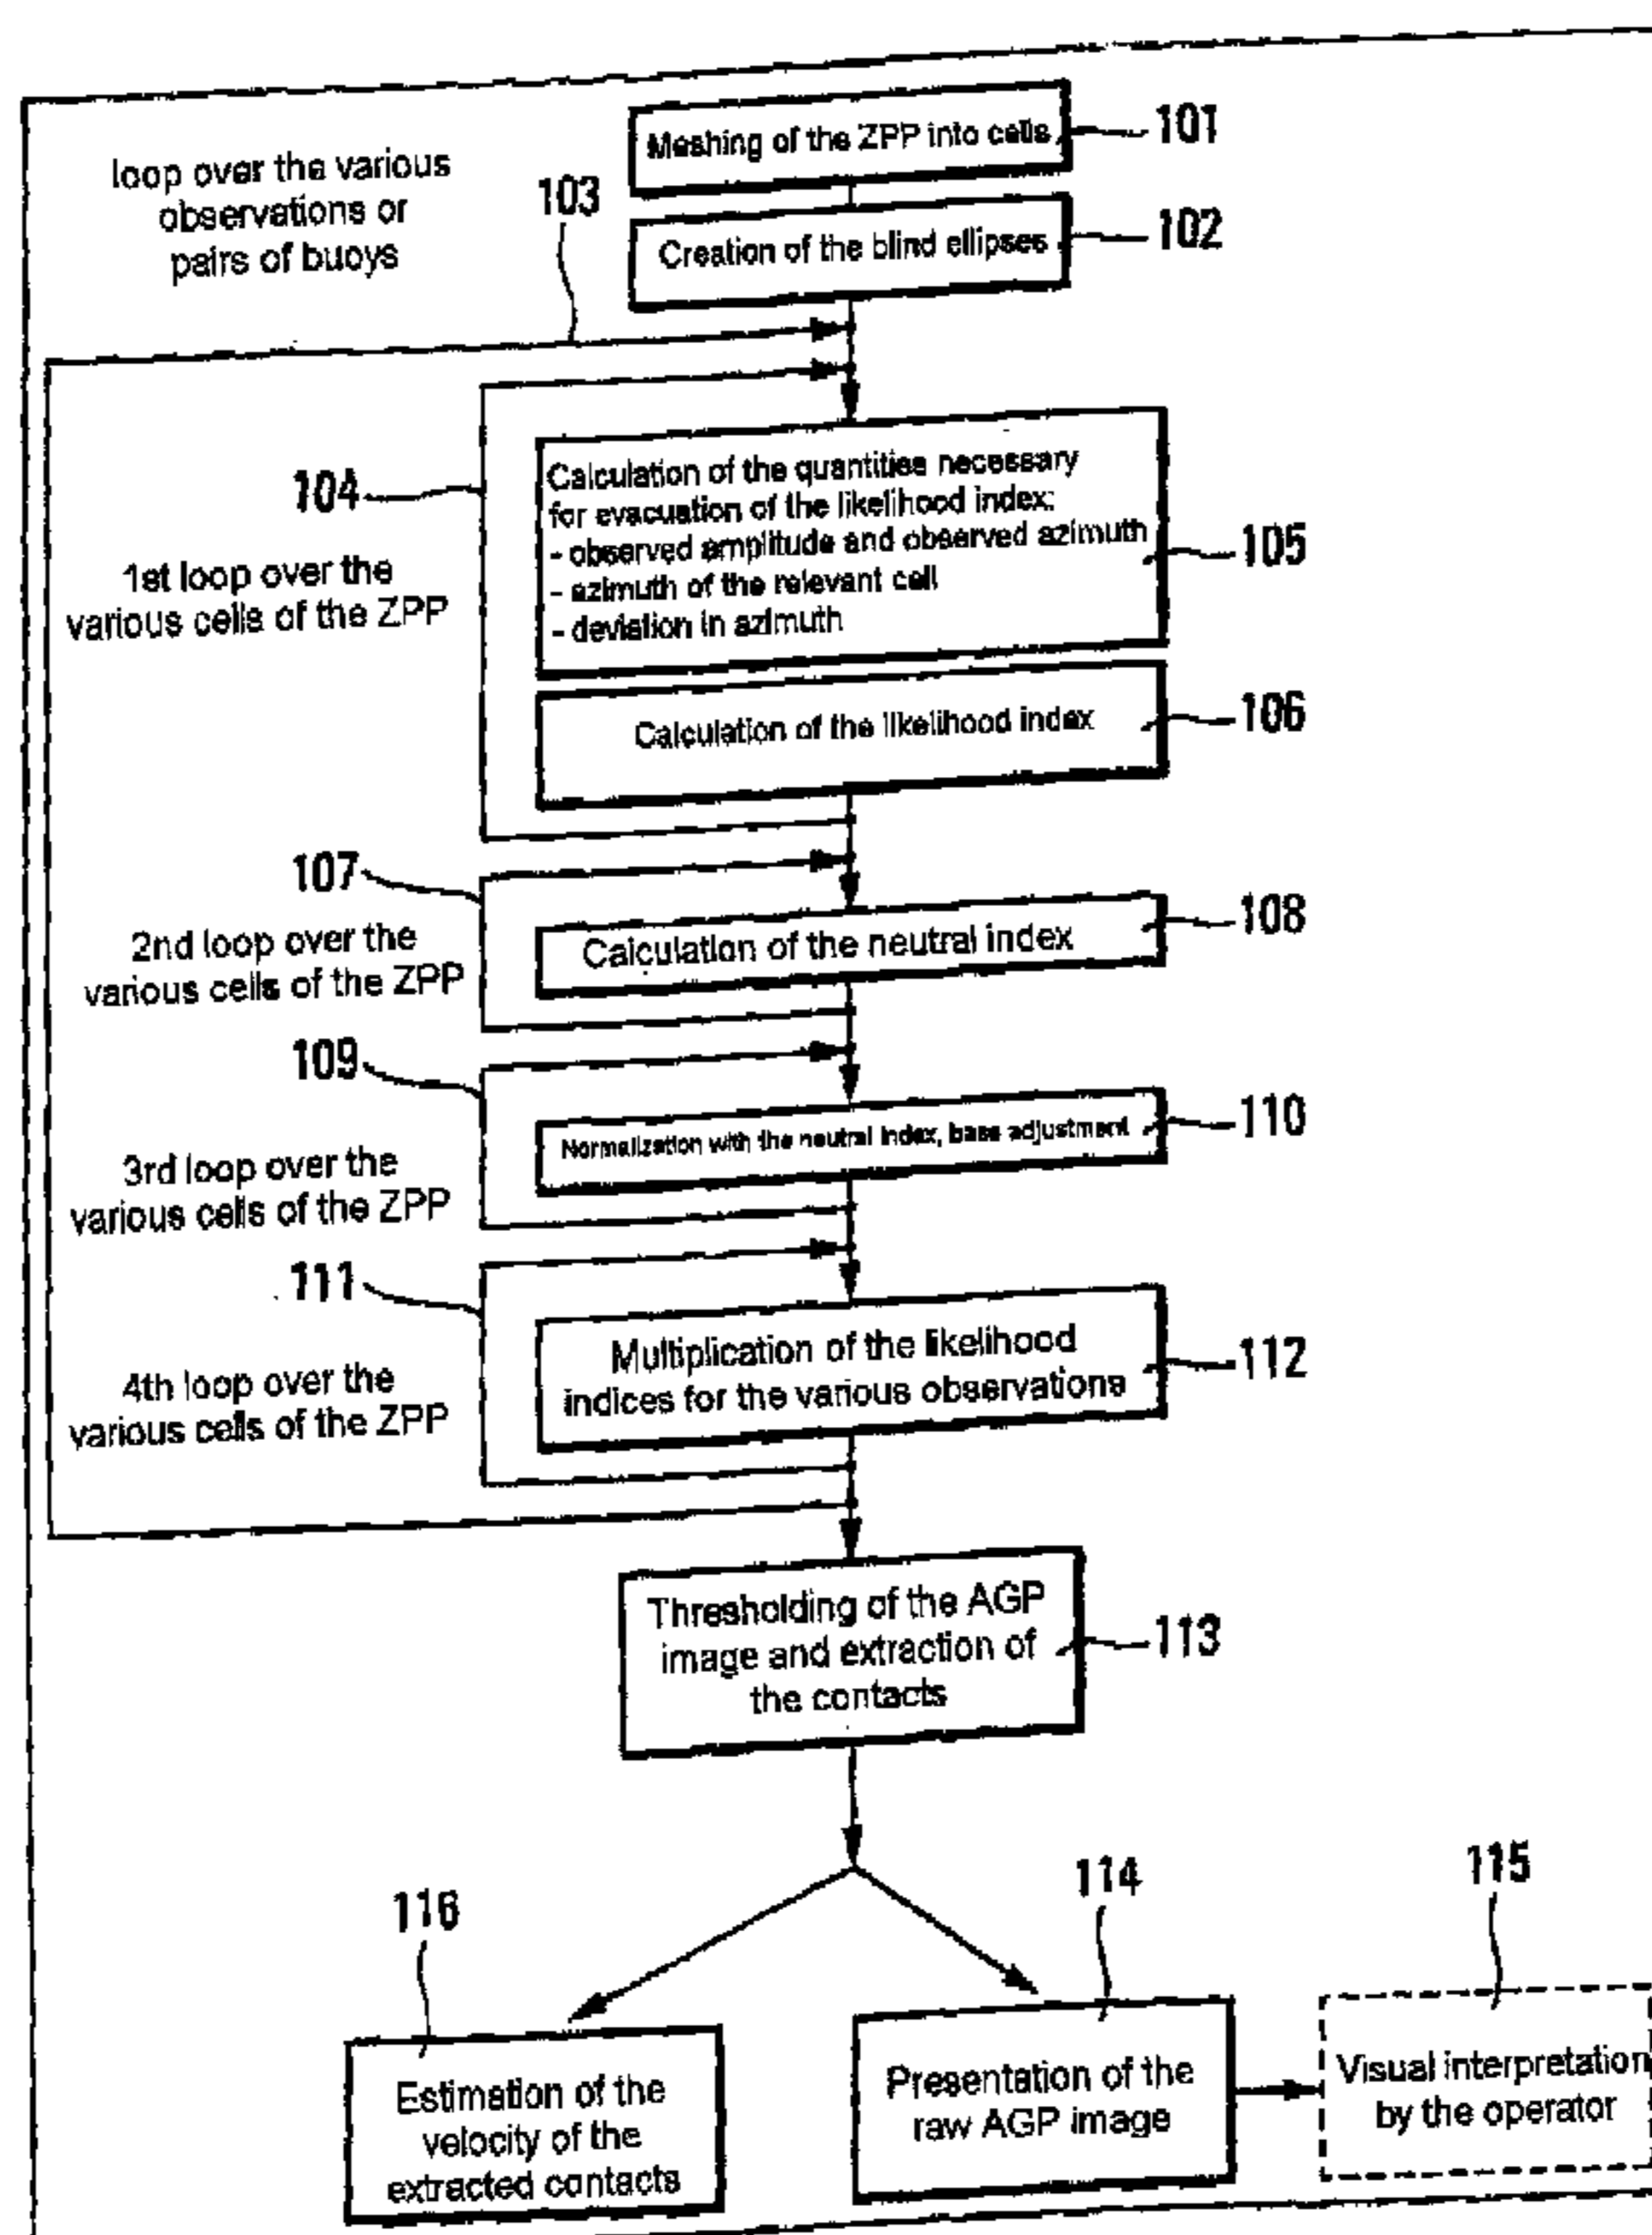 Meshing of the ZPP into cells
101
loop over the various
observations or
pairs of buoys
103
Creation of the blind ellipses
102
104
1st loop over the
various cells of the ZPP
Calculation of the quantities necessary
for evacuation of the likelihood index:
- observed amplitude and observed azimuth
- azimuth of the relevant cell
- deviation in azimuth
105
Calculation of the likelihood index
106
107
2nd loop over the
various cells of the ZPP
Calculation of the neutral index
108
109
3rd loop over the
various cells of the ZPP
Normalization with the neutral index, base adjustment
110
111
4th loop over the
various cells of the ZPP
Multiplication of the likelihood
indices for the various observations
112
Thresholding of the AGP
image and extraction of
the contacts
113
116
114
115
Estimation of the
velocity of the
extracted contacts
Presentation of the
raw AGP image
Visual interpretation
by the operator